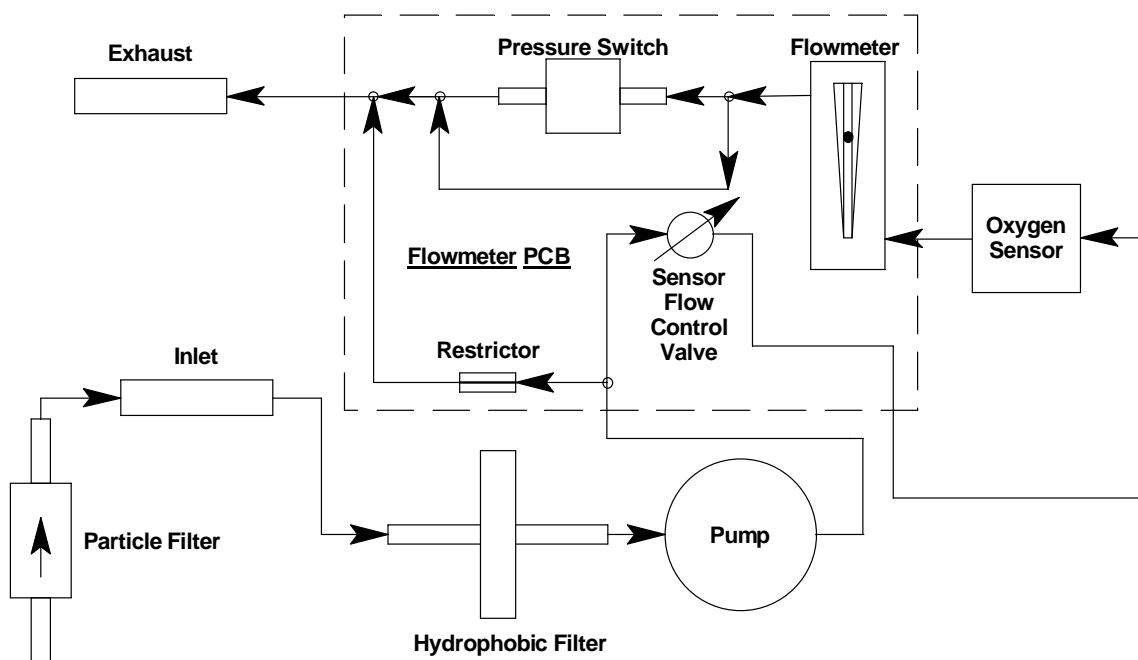 Pressure Switch
Flowmeter
Exhaust
Oxygen
Sensor
Flowmeter PCB
Sensor
Flow
Control
Valve
Restrictor
Inlet
Particle Filter
Pump
Hydrophobic Filter